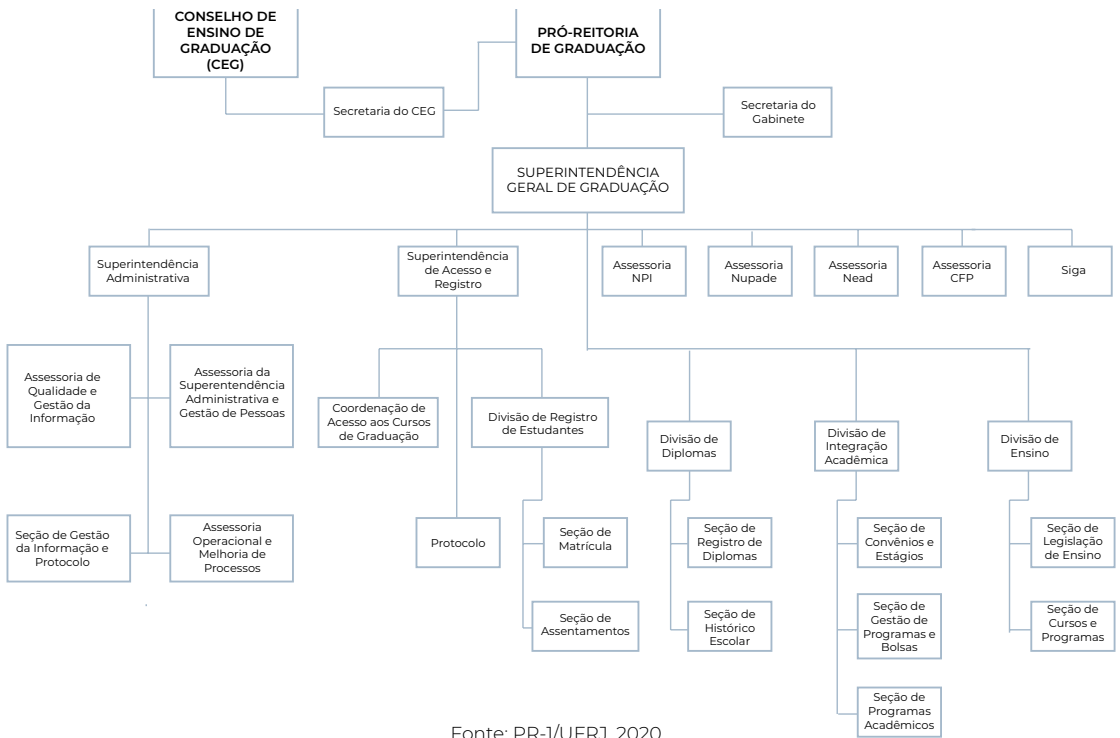 CONSELHO DE
ENSINO DE
GRADUAÇÃO
(CEG)
PRÓ-REITORIA
DE GRADUAÇÃO
Secretaria do CEG
Secretaria do
Gabinete
SUPERINTENDÊNCIA
GERAL DE GRADUAÇÃO
Superintendência
Administrativa
Superintendência
de Acesso e
Registro
Assessoria
NPI
Assessoria
Nupade
Assessoria
Nead
Assessoria
CFP
Siga
Assessoria de
Qualidade e
Gestão da
Informação
Assessoria da
Superentendência
Administrativa e
Gestão de Pessoas
Coordenação de
Acesso aos Cursos
de Graduação
Divisão de Registro
de Estudantes
Divisão de
Diplomas
Divisão de
Integração
Acadêmica
Divisão de
Ensino
Seção de Gestão
da Informação e
Protocolo
Assessoria
Operacional e
Melhoria de
Processos
Protocolo
Seção de
Matrícula
Seção de
Registro de
Diplomas
Seção de
Convênios e
Estágios
Seção de
Legislação
de Ensino
Seção de
Assentamentos
Seção de
Histórico
Escolar
Seção de
Gestão de
Programas e
Bolsas
Seção de
Cursos e
Programas
Seção de
Programas
Acadêmicos
Fonte: PR-1/UFRJ, 2020